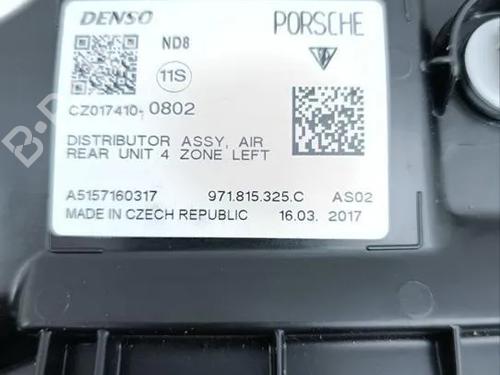 DENSO
PORSCHE
ND8
11S
CZ017410-0802
DISTRIBUTOR ASSY, AIR
REAR UNIT 4 ZONE LEFT
A5157160317 971.815.325.C AS02
MADE IN CZECH REPUBLIC 16.03. 2017